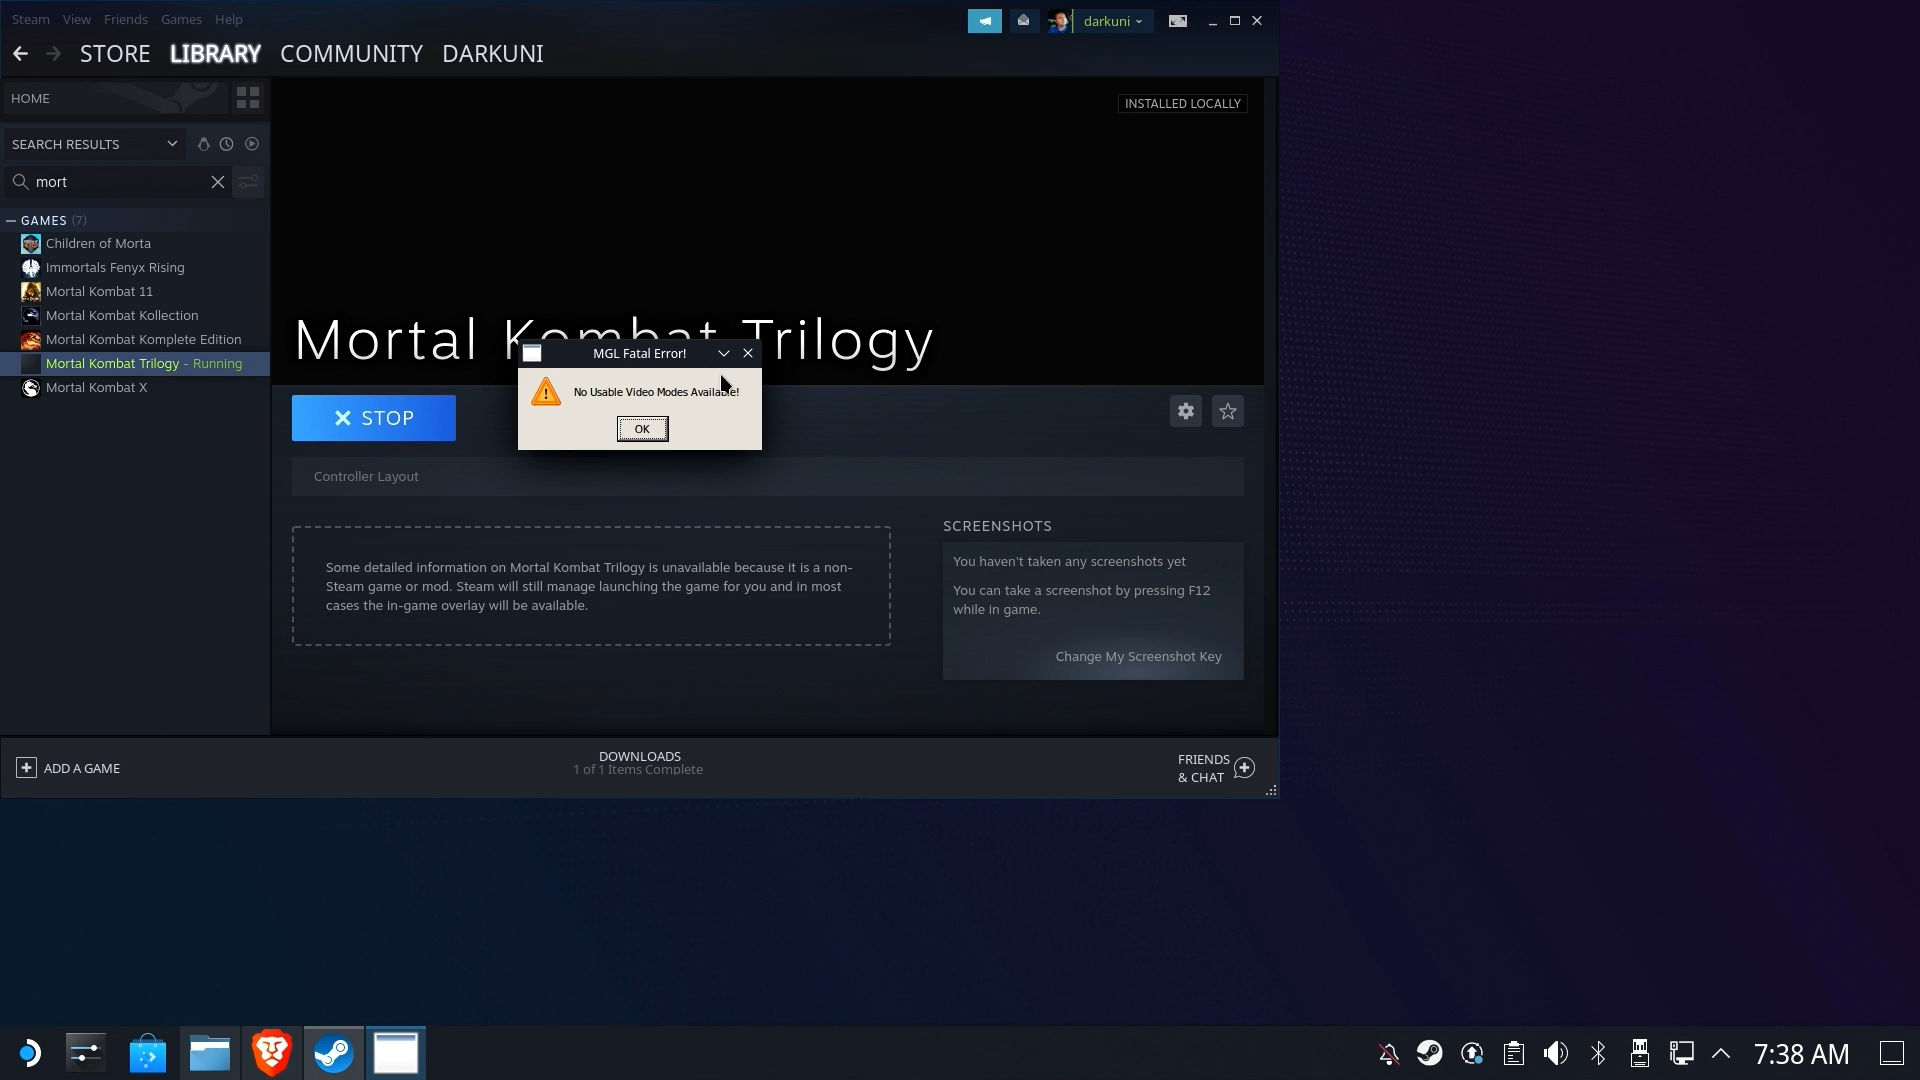 Steam View Friends Games Help
darkuni
STORE LIBRARY COMMUNITY DARKUNI
HOME
INSTALLED LOCALLY
SEARCH RESULTS
mort
GAMES (7)
Children of Morta
Immortals Fenyx Rising
Mortal Kombat 11
Mortal Kombat Kollection
Mortal Kombat Komplete Edition
Mortal Kombat Trilogy - Running
Mortal Kombat X
Mortal Kombat Trilogy
MGL Fatal Error!
No Usable Video Modes Available!
OK
STOP
Controller Layout
Some detailed information on Mortal Kombat Trilogy is unavailable because it is a non-
Steam game or mod. Steam will still manage launching the game for you and in most
cases the in-game overlay will be available.
SCREENSHOTS
You haven't taken any screenshots yet
You can take a screenshot by pressing F12
while in game.
Change My Screenshot Key
ADD A GAME
DOWNLOADS
1 of 1 Items Complete
FRIENDS
& CHAT
7:38 AM